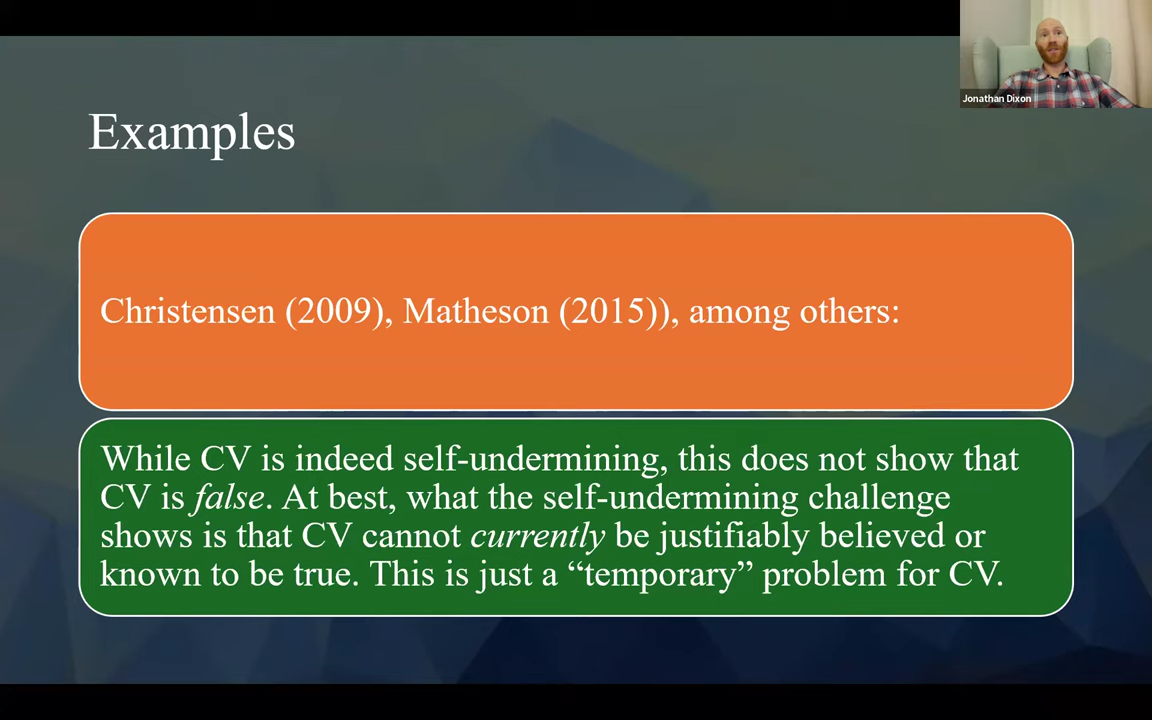 Jonathan Dixon
Examples
Christensen (2009), Matheson (2015)), among others:
While CV is indeed self-undermining, this does not show that
CV is false. At best, what the self-undermining challenge
shows is that CV cannot currently be justifiably believed or
known to be true. This is just a “temporary” problem for CV.